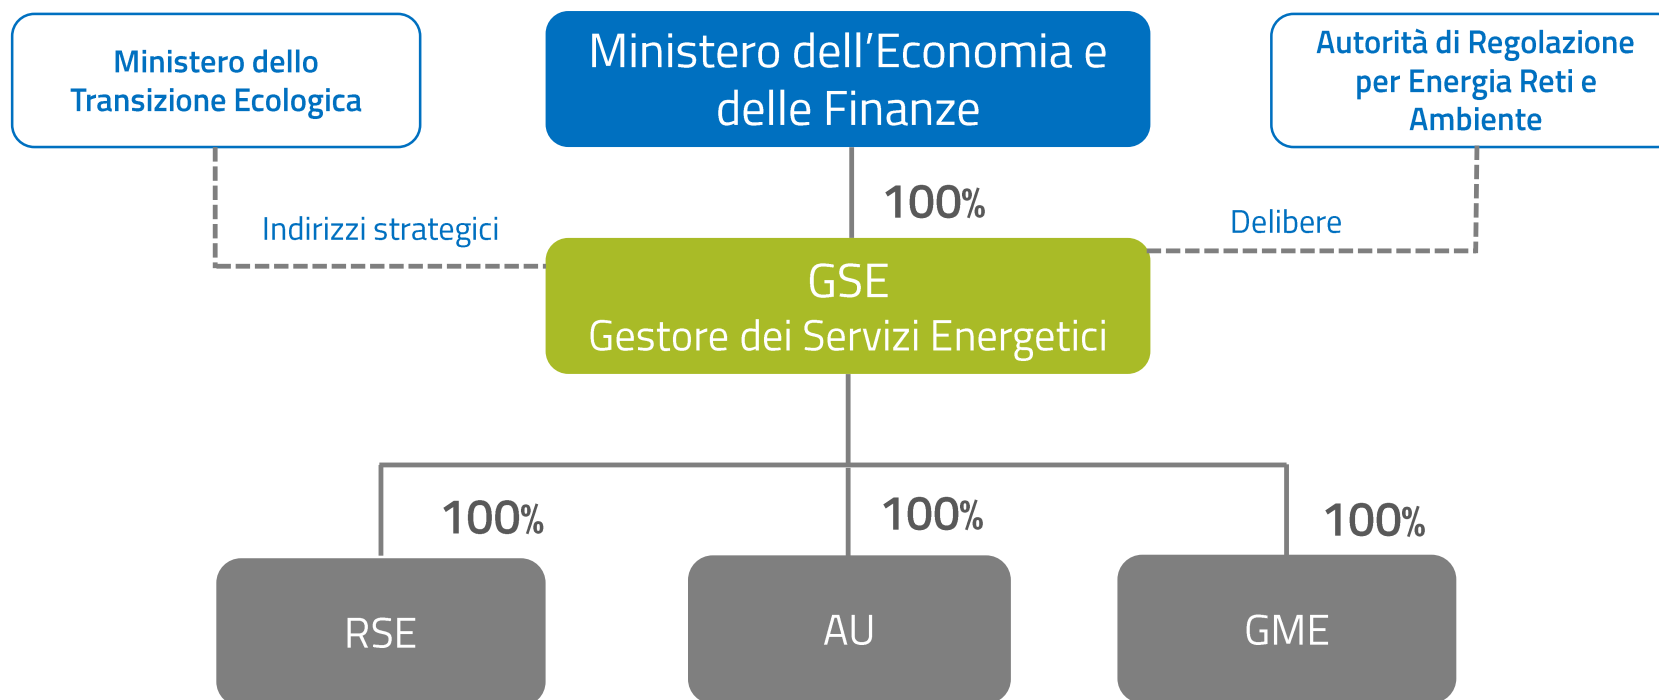 Ministero dello
Transizione Ecologica
Ministero dell'Economia e
delle Finanze
Autorità di Regolazione
per Energia Reti e
Ambiente
100%
Indirizzi strategici
Delibere
GSE
Gestore dei Servizi Energetici
100%
100%
100%
RSE
AU
GME